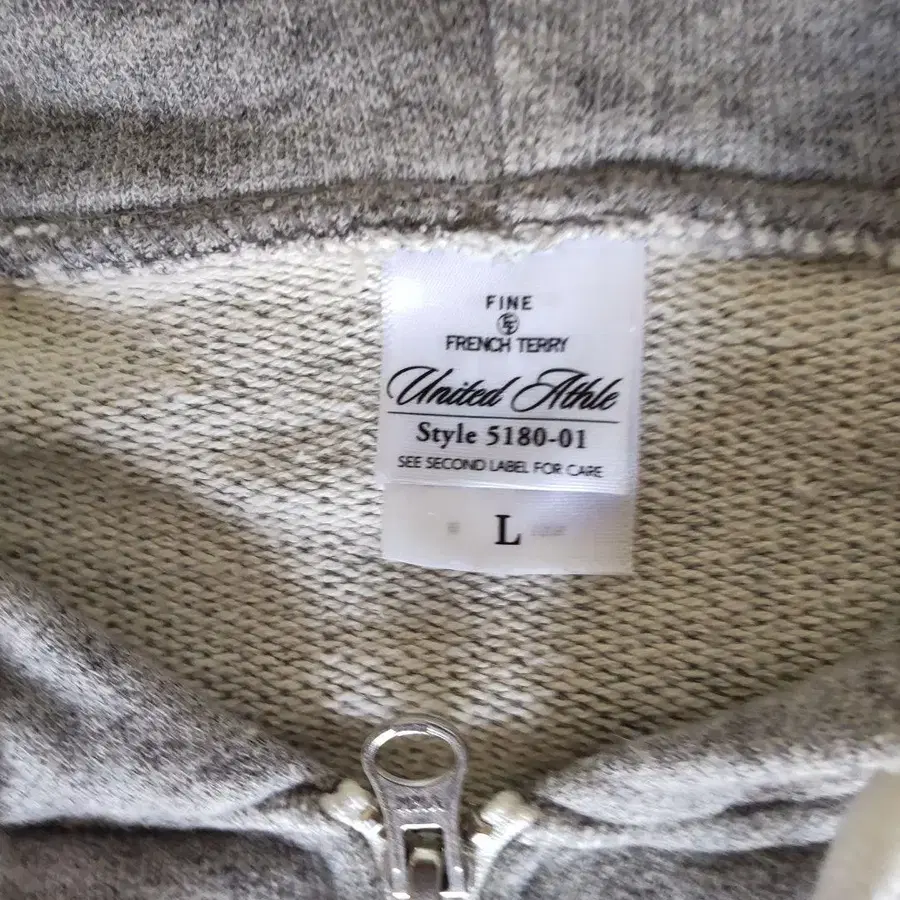 FINE
FRENCH TERRY
United Athle
Style 5180-01
SEE SECOND LABEL FOR CARE
L